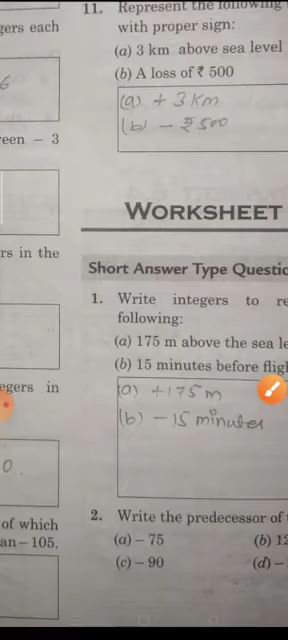 gers each
6
een - 3
rs in the
egers in
0
of which
an - 105.
11. Represent the following
with proper sign:
(a) 3 km above sea level
(b) A loss of ₹ 500
(a) + 3 km
(b) - ₹500
WORKSHEET
Short Answer Type Questio
1. Write integers to re
following:
(a) 175 m above the sea le
(b) 15 minutes before fligh
(a) +175 m
(b) -15 minutes
2. Write the predecessor of
(a) - 75 (b) 12
(c) - 90 (d) -